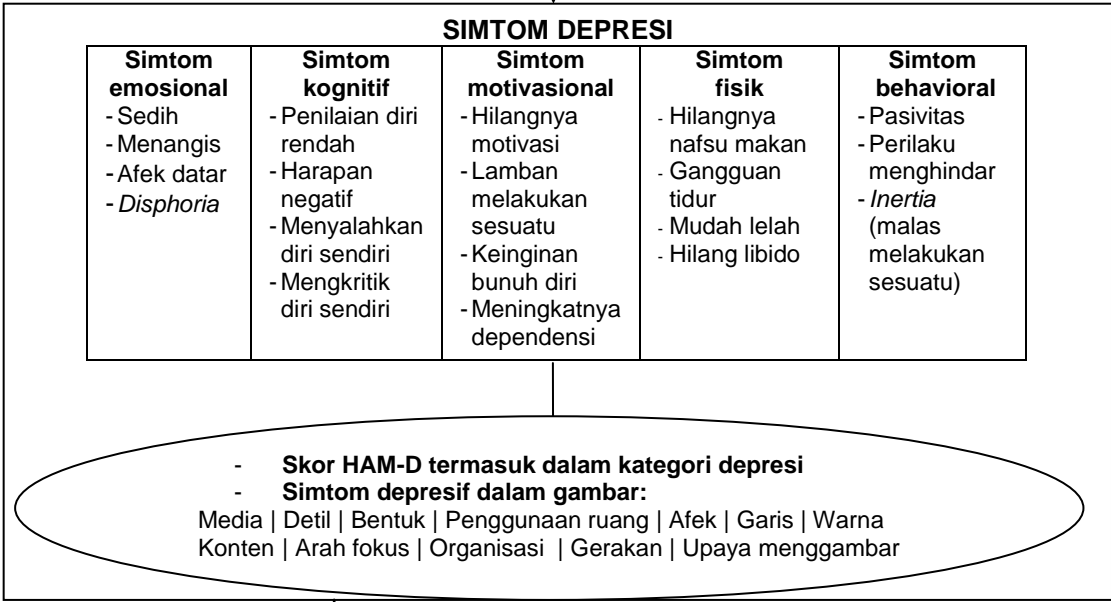 SIMTOM DEPRESI
Simtom
emosional
- Sedih
- Menangis
- Afek datar
- Disphoria
Simtom
kognitif
- Penilaian diri
rendah
- Harapan
negatif
- Menyalahkan
diri sendiri
- Mengkritik
diri sendiri
Simtom
motivasional
- Hilangnya
motivasi
- Lamban
melakukan
sesuatu
- Keinginan
bunuh diri
- Meningkatnya
dependensi
Simtom
fisik
- Hilangnya
nafsu makan
- Gangguan
tidur
- Mudah lelah
- Hilang libido
Simtom
behavioral
- Pasivitas
- Perilaku
menghindar
- Inertia
(malas
melakukan
sesuatu)
- Skor HAM-D termasuk dalam kategori depresi
- Simtom depresif dalam gambar:
Media | Detil | Bentuk | Penggunaan ruang | Afek | Garis | Warna
Konten | Arah fokus | Organisasi | Gerakan | Upaya menggambar